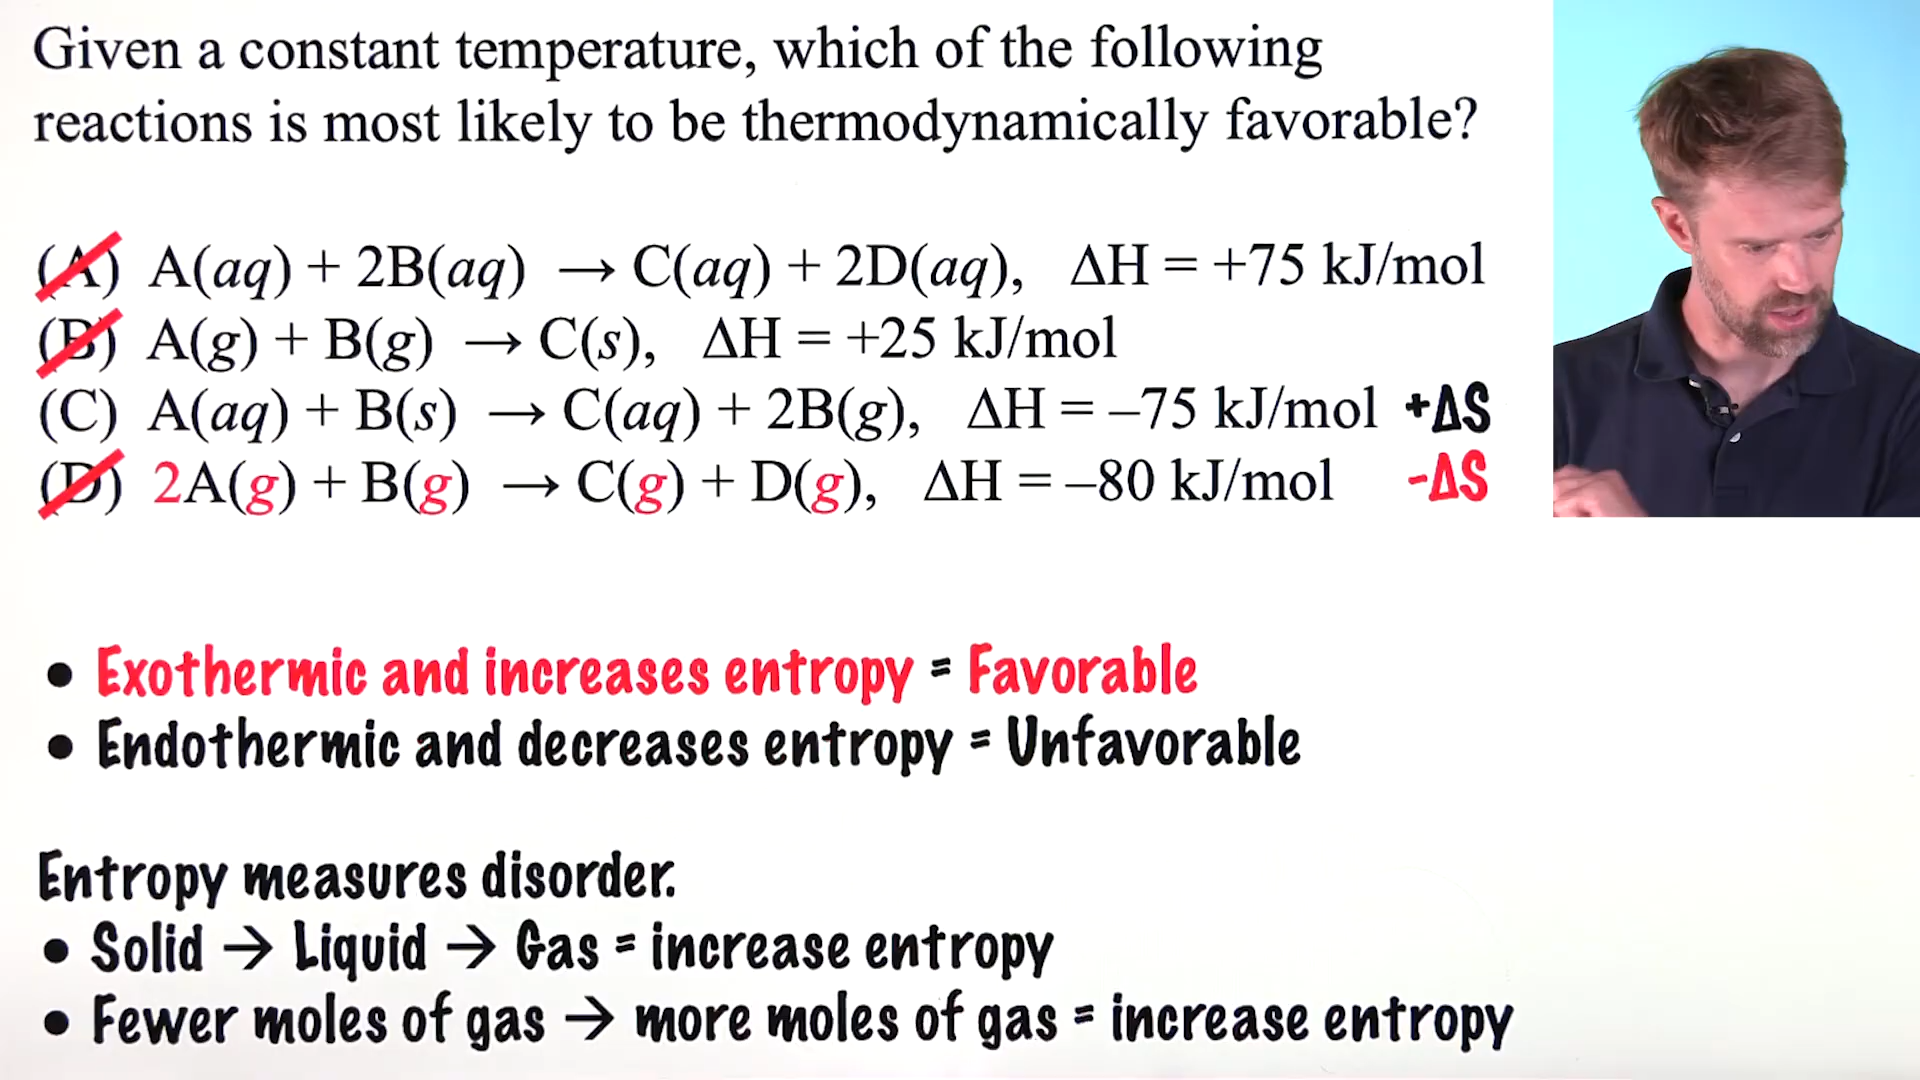 Given a constant temperature, which of the following
reactions is most likely to be thermodynamically favorable?
(A) A(aq) + 2B(aq) → C(aq) + 2D(aq), ΔH = +75 kJ/mol
(B) A(g) + B(g) → C(s), ΔH = +25 kJ/mol
(C) A(aq) + B(s) → C(aq) + 2B(g), ΔH = –75 kJ/mol +ΔS
(D) 2A(g) + B(g) → C(g) + D(g), ΔH = –80 kJ/mol -ΔS
• Exothermic and increases entropy = Favorable
• Endothermic and decreases entropy = Unfavorable
Entropy measures disorder.
• Solid → Liquid → Gas = increase entropy
• Fewer moles of gas → more moles of gas = increase entropy